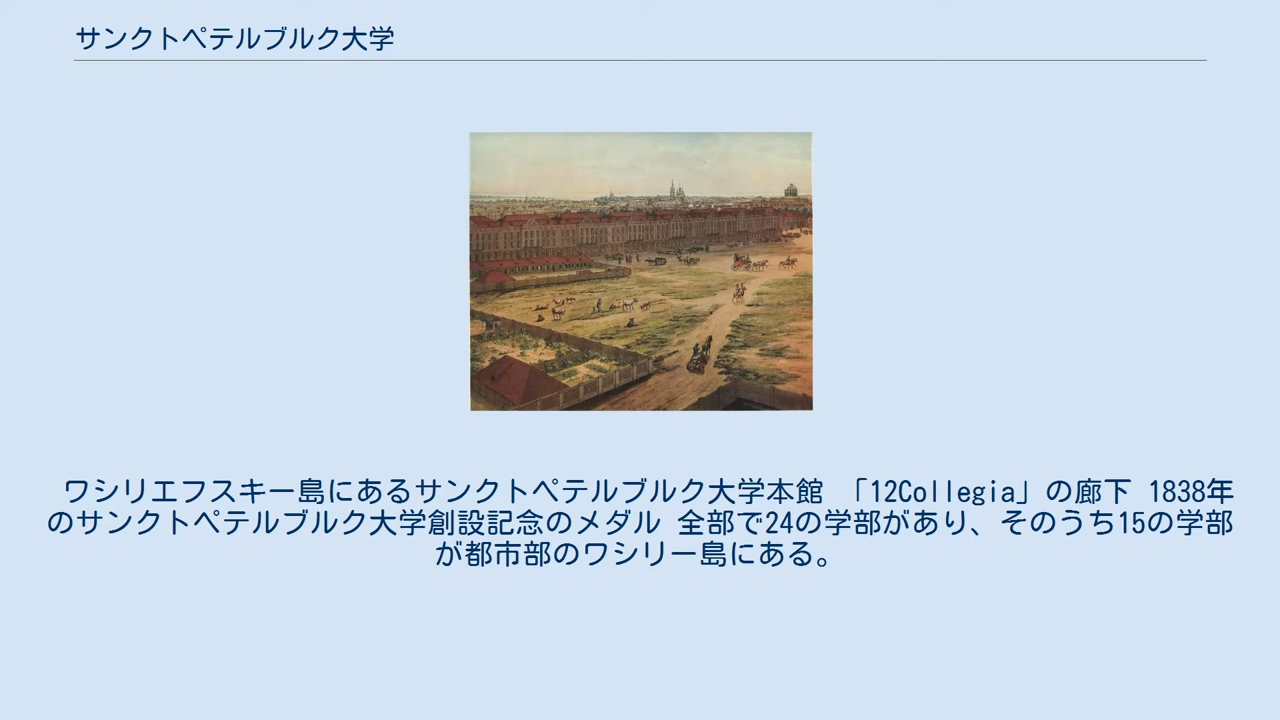 サンクトペテルブルク大学
ワシリエフスキー島にあるサンクトペテルブルク大学本館 「12Collegia」の廊下 1838年
のサンクトペテルブルク大学創設記念のメダル 全部で24の学部があり、そのうち15の学部
が都市部のワシリー島にある。